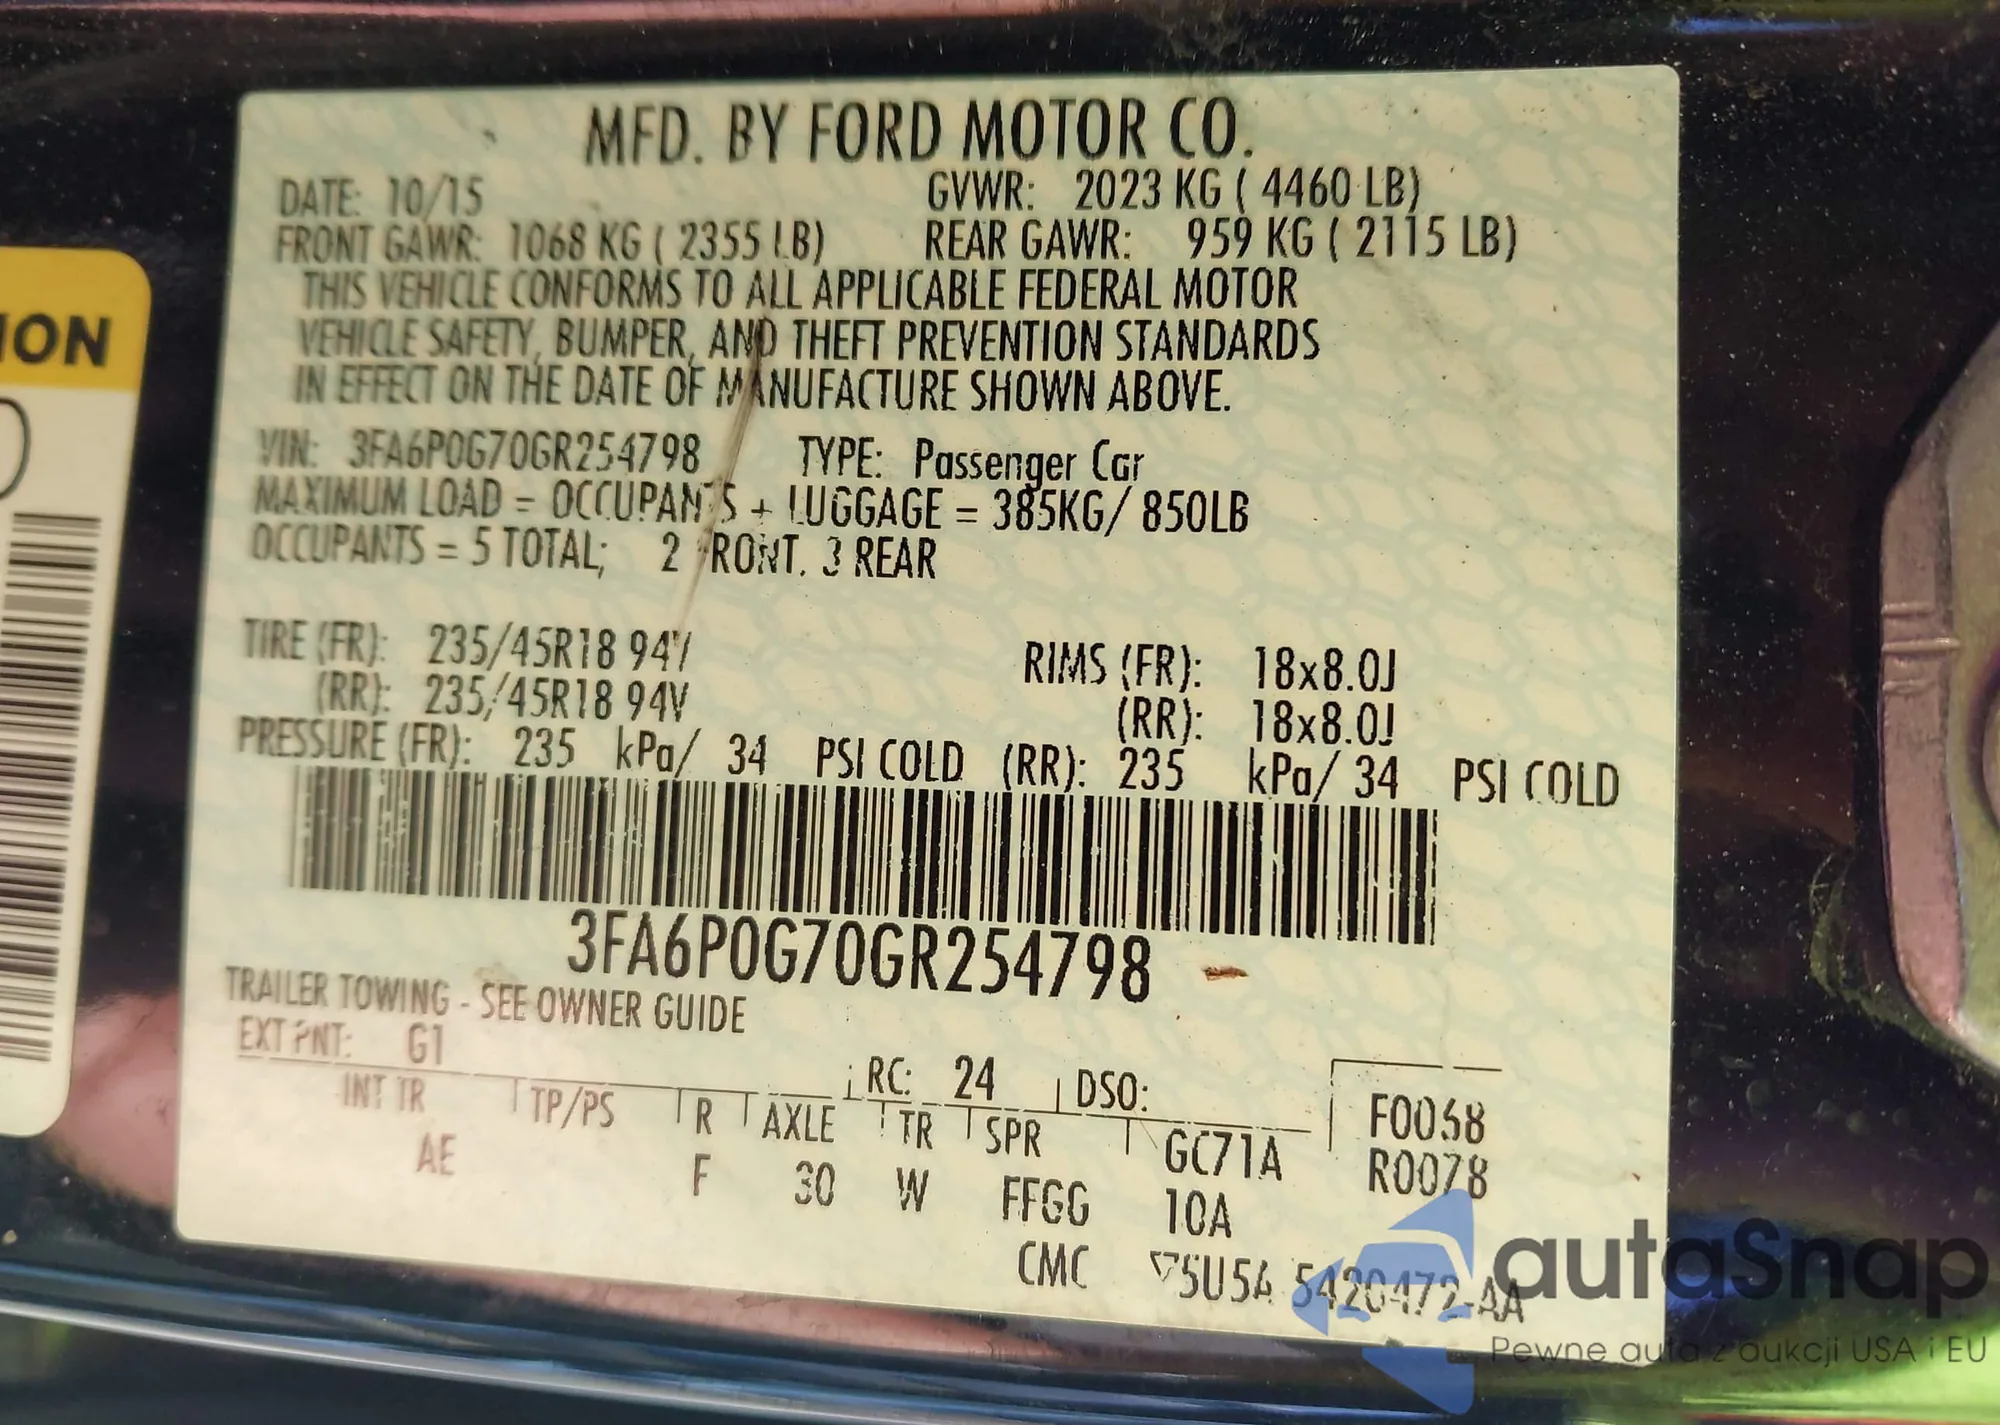 MFD. BY FORD MOTOR CO.
DATE: 10/15 GVWR: 2023 KG ( 4460 LB)
FRONT GAWR: 1068 KG ( 2355 LB) REAR GAWR: 959 KG ( 2115 LB)
THIS VEHICLE CONFORMS TO ALL APPLICABLE FEDERAL MOTOR
VEHICLE SAFETY, BUMPER, AND THEFT PREVENTION STANDARDS
IN EFFECT ON THE DATE OF MANUFACTURE SHOWN ABOVE.
ION
VIN: 3FA6P0G70GR254798 TYPE: Passenger Car
MAXIMUM LOAD = OCCUPANTS + LUGGAGE = 385KG/ 850LB
OCCUPANTS = 5 TOTAL; 2 FRONT. 3 REAR
TIRE (FR): 235/45R18 94V RIMS (FR): 18x8.0J
(RR): 235/45R18 94V (RR): 18x8.0J
PRESSURE (FR): 235 kPa/ 34 PSI COLD (RR): 235 kPa/ 34 PSI COLD
3FA6P0G70GR254798
TRAILER TOWING - SEE OWNER GUIDE
EXT PNT: G1 RC: 24 DSO:
INT TR TP/PS R AXLE TR SPR GC71A F0068
AE F 30 W FFGG 10A R0078
CMC 5420472-AA
autaSnap
Pewne auta z aukcji USA i EU